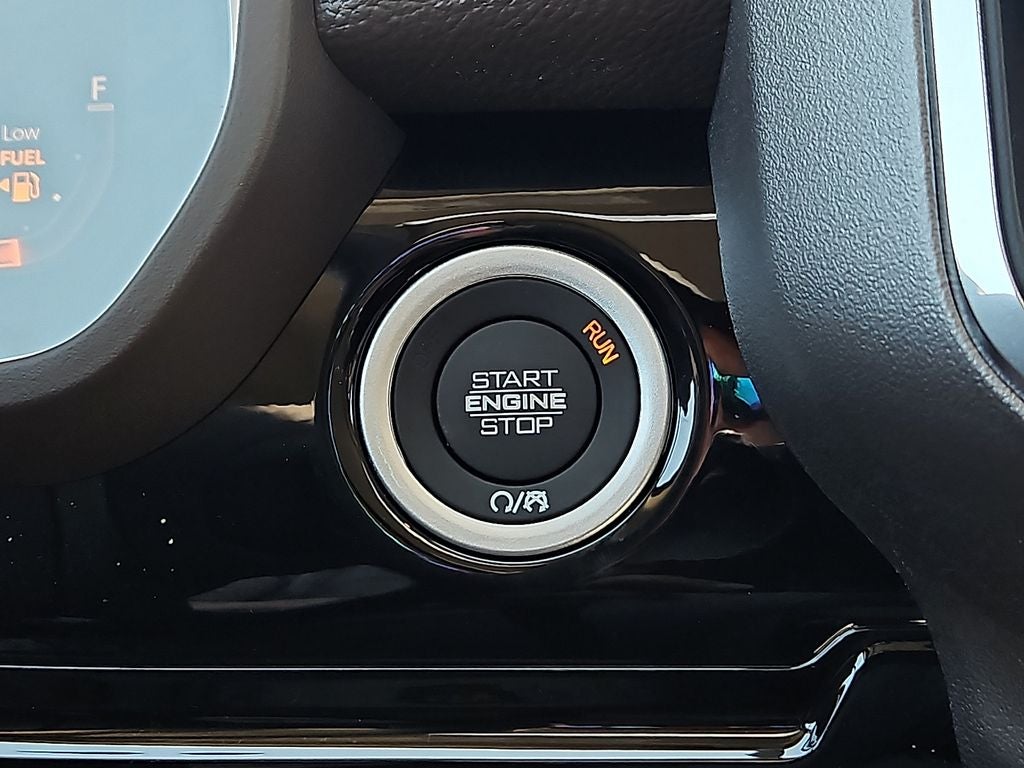 F
Low
FUEL
RUN
START
ENGINE
STOP